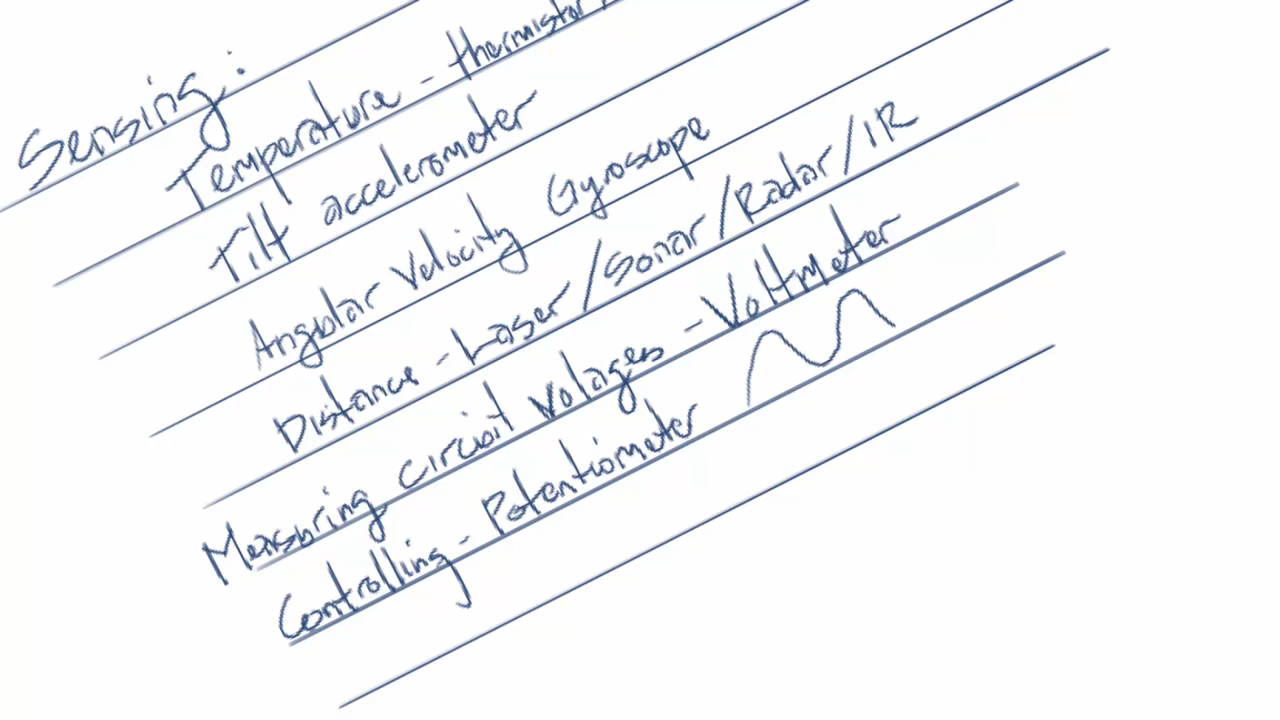 Sensing:
Temperature - thermistor
Tilt accelerometer
Angular Velocity Gyroscope
Distance - Laser/Sonar/Radar/IR
Measuring circuit volages - Voltmeter
Controlling - Potentiometer